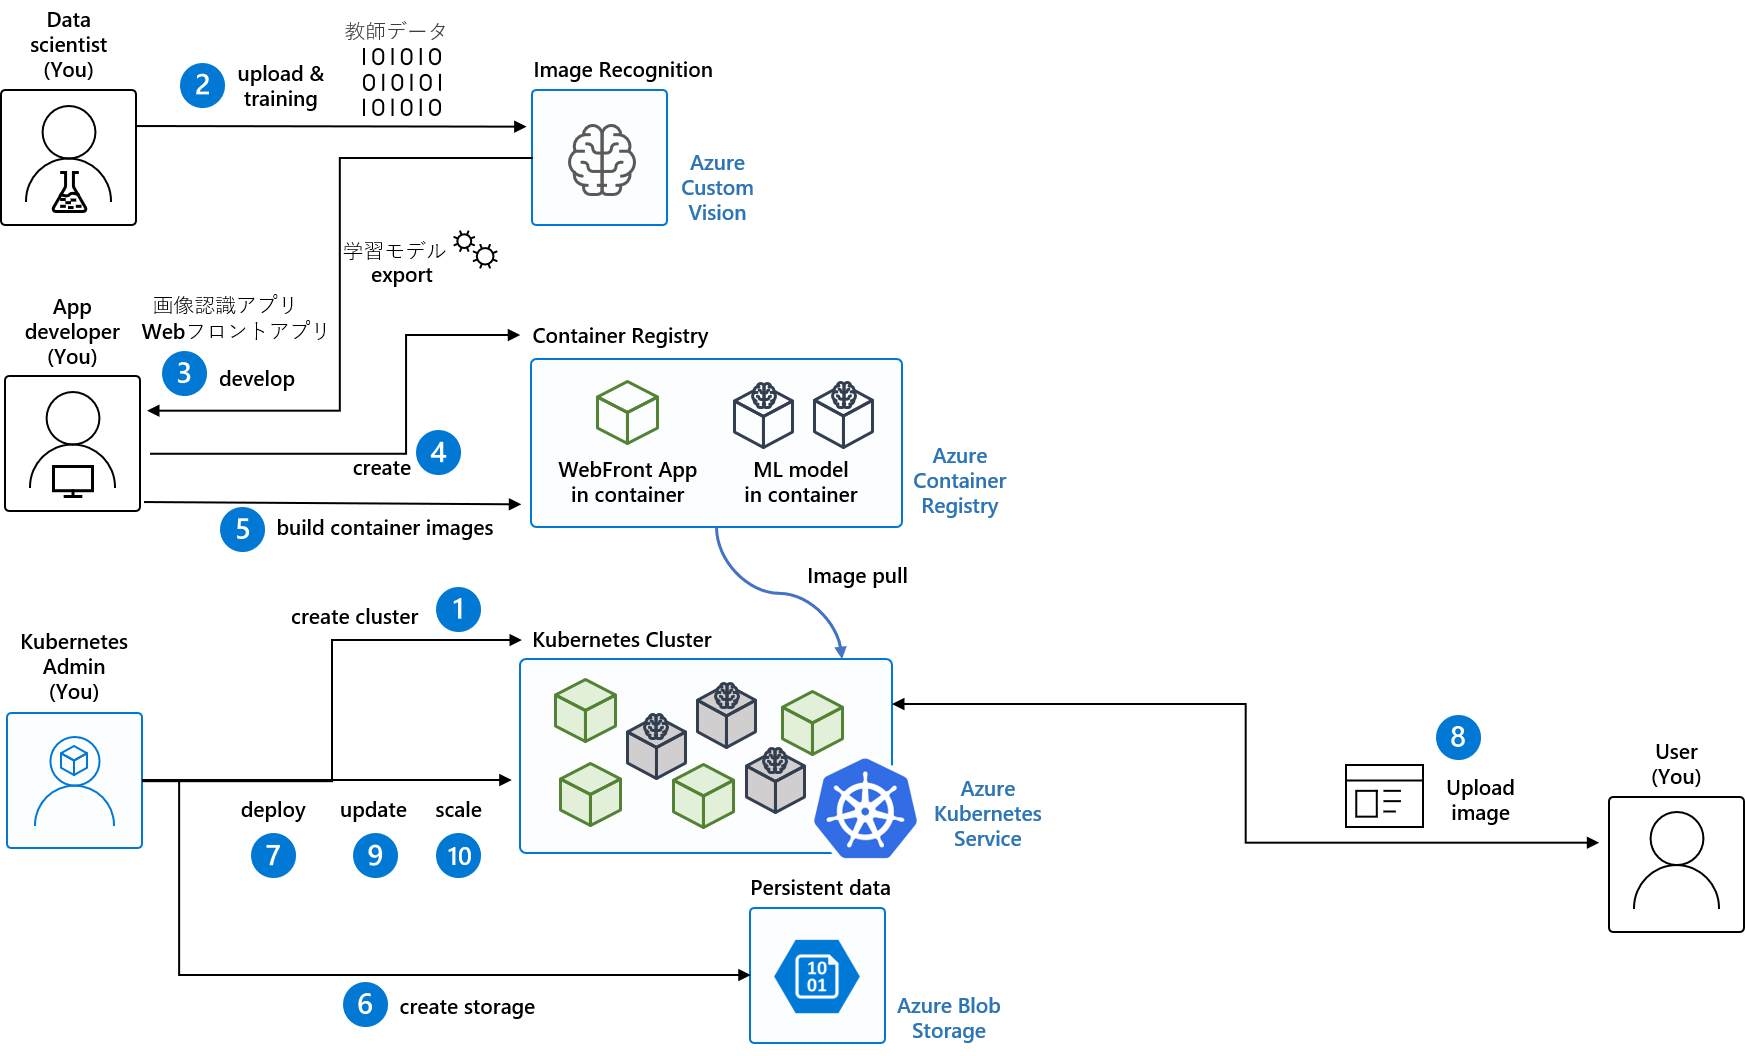 Data
scientist
(You)
2
upload &
training
教師データ
101010
010101
101010
Image Recognition
Azure
Custom
Vision
学習モデル
export
App
developer
(You)
画像認識アプリ
Webフロントアプリ
3
develop
Container Registry
WebFront App
in container
ML model
in container
Azure
Container
Registry
create
4
5
build container images
Image pull
create cluster
1
Kubernetes Cluster
Kubernetes
Admin
(You)
deploy
update
scale
7
9
10
Azure
Kubernetes
Service
8
Upload
image
User
(You)
Persistent data
10
01
6
create storage
Azure Blob
Storage